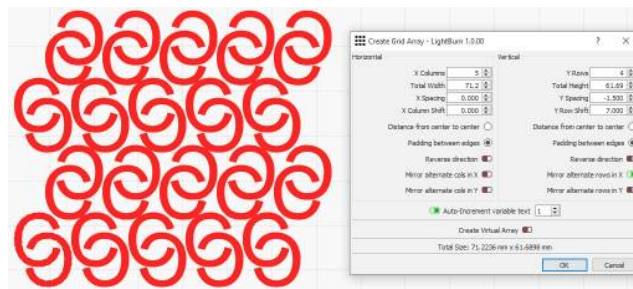 Create Grid Array - LightBurn 1.0.00 ? X
Horizontal Vertical
X Columns 5 Y Rows 4
Total Width 71.2 Total Height 61.69
X Spacing 0.000 Y Spacing -1.500
X Column Shift 0.000 Y Row Shift 7.000
Distance from center to center Distance from center to center
Padding between edges Padding between edges
Reverse direction Reverse direction
Mirror alternate cols in X Mirror alternate rows in X
Mirror alternate cols in Y Mirror alternate rows in Y
Auto-Increment variable text 1
Create Virtual Array
Total Size: 71.2236 mm x 61.6898 mm
OK Cancel